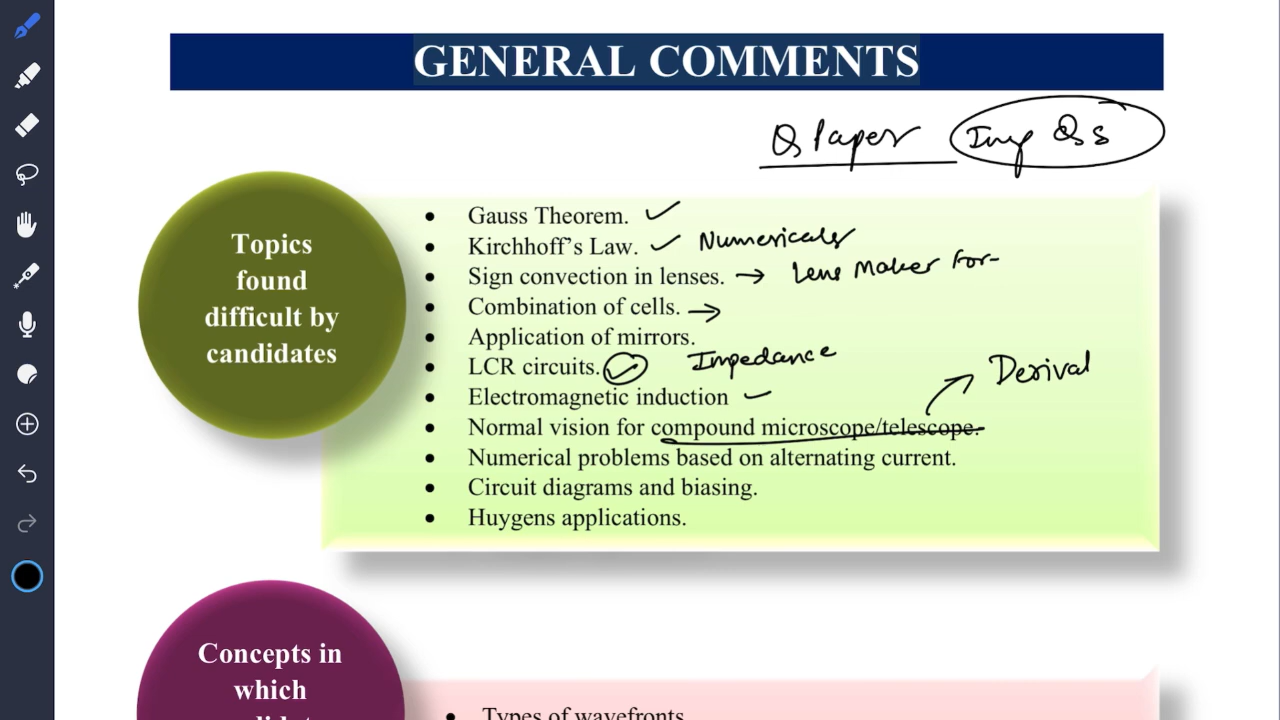 GENERAL COMMENTS
Q Paper Imp Qs
Topics
found
difficult by
candidates
• Gauss Theorem.
• Kirchhoff’s Law. Numericals
• Sign convection in lenses. → Lens Maker For-
• Combination of cells. →
• Application of mirrors.
• LCR circuits. Impedance
• Electromagnetic induction
Derivat
• Normal vision for compound microscope/telescope.
• Numerical problems based on alternating current.
• Circuit diagrams and biasing.
• Huygens applications.
Concepts in
which
• Types of wavefronts